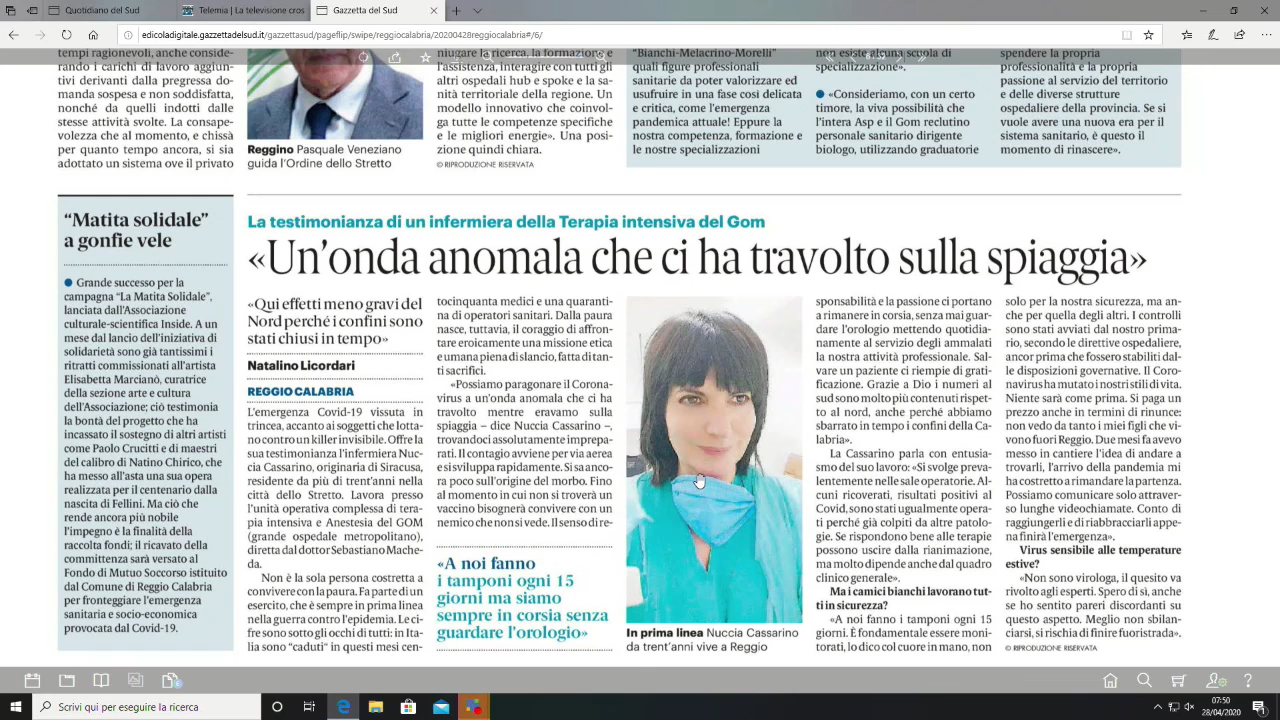 Telenia
Quotidiano del Sud
Gazzetta del Sud
edicoladigitale.gazzettadelsud.it/gazzettasud/pageflip/swipe/reggiocalabria/20200428reggiocalabria#/6/
tempi ragionevoli, anche conside-
rando i carichi di lavoro aggiun-
tivi derivanti dalla pregressa do-
manda sospesa e non soddisfatta,
nonché da quelli indotti dalle
stesse attività svolte. La consape-
volezza che al momento, e chissà
per quanto tempo ancora, si sia
adottato un sistema ove il privato
Reggino Pasquale Veneziano
guida l'Ordine dello Stretto
niugare la ricerca, la formazione e
l'assistenza, interagire con tutti gli
altri ospedali hub e spoke e la sa-
nità territoriale della regione. Un
modello innovativo che coinvol-
ga tutte le competenze specifiche
e le migliori energie». Una posi-
zione quindi chiara.
© RIPRODUZIONE RISERVATA
"Bianchi-Melacrino-Morelli"
quali figure professionali
sanitarie da poter valorizzare ed
usufruire in una fase così delicata
e critica, come l'emergenza
pandemica attuale! Eppure la
nostra competenza, formazione e
le nostre specializzazioni
non esiste alcuna scuola di
specializzazione».
● «Consideriamo, con un certo
timore, la viva possibilità che
l'intera Asp e il Gom reclutino
personale sanitario dirigente
biologo, utilizzando graduatorie
spendere la propria
professionalità e la propria
passione al servizio del territorio
e delle diverse strutture
ospedaliere della provincia. Se si
vuole avere una nuova era per il
sistema sanitario, è questo il
momento di rinascere».
"Matita solidale"
a gonfie vele
● Grande successo per la
campagna "La Matita Solidale",
lanciata dall'Associazione
culturale-scientifica Inside. A un
mese dal lancio dell'iniziativa di
solidarietà sono già tantissimi i
ritratti commissionati all'artista
Elisabetta Marcianò, curatrice
della sezione arte e cultura
dell'Associazione; ciò testimonia
la bontà del progetto che ha
incassato il sostegno di altri artisti
come Paolo Crucitti e di maestri
del calibro di Natino Chirico, che
ha messo all'asta una sua opera
realizzata per il centenario dalla
nascita di Fellini. Ma ciò che
rende ancora più nobile
l'impegno è la finalità della
raccolta fondi; il ricavato della
committenza sarà versato al
Fondo di Mutuo Soccorso istituito
dal Comune di Reggio Calabria
per fronteggiare l'emergenza
sanitaria e socio-economica
provocata dal Covid-19.
La testimonianza di un infermiera della Terapia intensiva del Gom
«Un'onda anomala che ci ha travolto sulla spiaggia»
«Qui effetti meno gravi del
Nord perché i confini sono
stati chiusi in tempo»
Natalino Licordari
REGGIO CALABRIA
L'emergenza Covid-19 vissuta in
trincea, accanto ai soggetti che lotta-
no contro un killer invisibile. Offre la
sua testimonianza l'infermiera Nuc-
cia Cassarino, originaria di Siracusa,
residente da più di trent'anni nella
città dello Stretto. Lavora presso
l'unità operativa complessa di tera-
pia intensiva e Anestesia del GOM
(grande ospedale metropolitano),
diretta dal dottor Sebastiano Mache-
da.
Non è la sola persona costretta a
convivere con la paura. Fa parte di un
esercito, che è sempre in prima linea
nella guerra contro l'epidemia. Le ci-
fre sono sotto gli occhi di tutti: in Ita-
lia sono "caduti" in questi mesi cen-
tocinquanta medici e una quaranti-
na di operatori sanitari. Dalla paura
nasce, tuttavia, il coraggio di affron-
tare eroicamente una missione etica
e umana piena di slancio, fatta di tan-
ti sacrifici.
«Possiamo paragonare il Corona-
virus a un'onda anomala che ci ha
travolto mentre eravamo sulla
spiaggia – dice Nuccia Cassarino –,
trovandoci assolutamente imprepa-
rati. Il contagio avviene per via aerea
e si sviluppa rapidamente. Si sa anco-
ra poco sull'origine del morbo. Fino
al momento in cui non si troverà un
vaccino bisognerà convivere con un
nemico che non si vede. Il senso di re-
«A noi fanno
i tamponi ogni 15
giorni ma siamo
sempre in corsia senza
guardare l'orologio»
In prima linea Nuccia Cassarino
da trent'anni vive a Reggio
sponsabilità e la passione ci portano
a rimanere in corsia, senza mai guar-
dare l'orologio mettendo quotidia-
namente al servizio degli ammalati
la nostra attività professionale. Sal-
vare un paziente ci riempie di grati-
ficazione. Grazie a Dio i numeri al
sud sono molto più contenuti rispet-
to al nord, anche perché abbiamo
sbarrato in tempo i confini della Ca-
labria».
La Cassarino parla con entusia-
smo del suo lavoro: «Si svolge preva-
lentemente nelle sale operatorie. Al-
cuni ricoverati, risultati positivi al
Covid, sono stati ugualmente opera-
ti perché già colpiti da altre patolo-
gie. Se rispondono bene alle terapie
possono uscire dalla rianimazione,
ma molto dipende anche dal quadro
clinico generale».
Ma i camici bianchi lavorano tut-
ti in sicurezza?
«A noi fanno i tamponi ogni 15
giorni. È fondamentale essere moni-
torati, lo dico col cuore in mano, non
solo per la nostra sicurezza, ma an-
che per quella degli altri. I controlli
sono stati avviati dal nostro prima-
rio, secondo le direttive ospedaliere,
ancor prima che fossero stabiliti dal-
le disposizioni governative. Il Coro-
navirus ha mutato i nostri stili di vita.
Niente sarà come prima. Si paga un
prezzo anche in termini di rinunce:
non vedo da tanto i miei figli che vi-
vono fuori Reggio. Due mesi fa avevo
messo in cantiere l'idea di andare a
trovarli, l'arrivo della pandemia mi
ha costretto a rimandare la partenza.
Possiamo comunicare solo attraver-
so lunghe videochiamate. Conto di
raggiungerli e di riabbracciarli appe-
na finirà l'emergenza».
Virus sensibile alle temperature
estive?
«Non sono virologa, il quesito va
rivolto agli esperti. Spero di sì, anche
se ho sentito pareri discordanti su
questo aspetto. Meglio non sbilan-
ciarsi, si rischia di finire fuoristrada».
© RIPRODUZIONE RISERVATA
Scrivi qui per eseguire la ricerca
07:50
28/04/2020